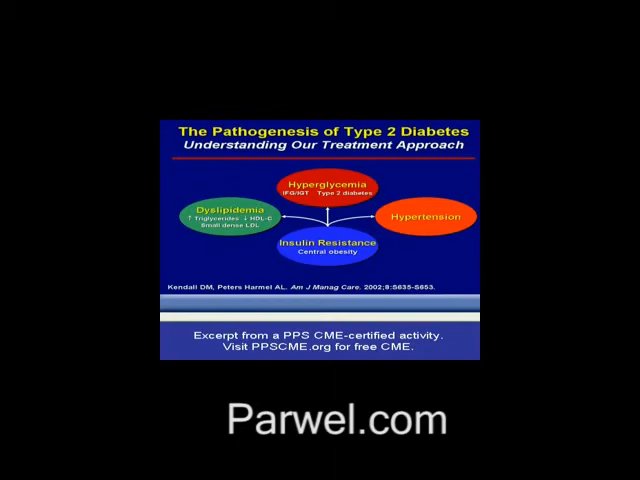 The Pathogenesis of Type 2 Diabetes
Understanding Our Treatment Approach
Hyperglycemia
IFG/IGT Type 2 diabetes
Dyslipidemia
↑ Triglycerides ↓ HDL-C
Small dense LDL
Hypertension
Insulin Resistance
Central obesity
Kendall DM, Peters Harmel AL. Am J Manag Care. 2002;8:S635-S653.
Excerpt from a PPS CME-certified activity.
Visit PPSCME.org for free CME.
Parwel.com